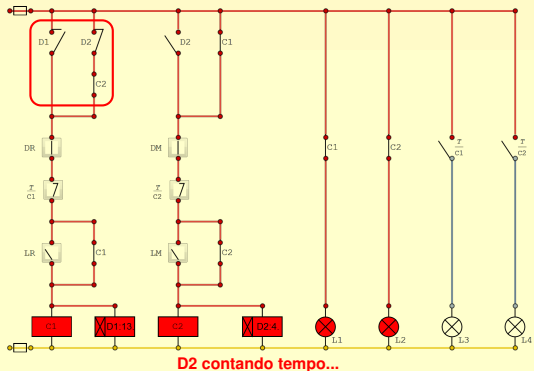 D1
D2
D2
C1
C2
DR
DM
C1
C2
T
C1
T
C2
T
C1
T
C2
LR
C1
LM
C2
C1
D1:13
C2
D2:4
L1
L2
L3
L4
D2 contando tempo...